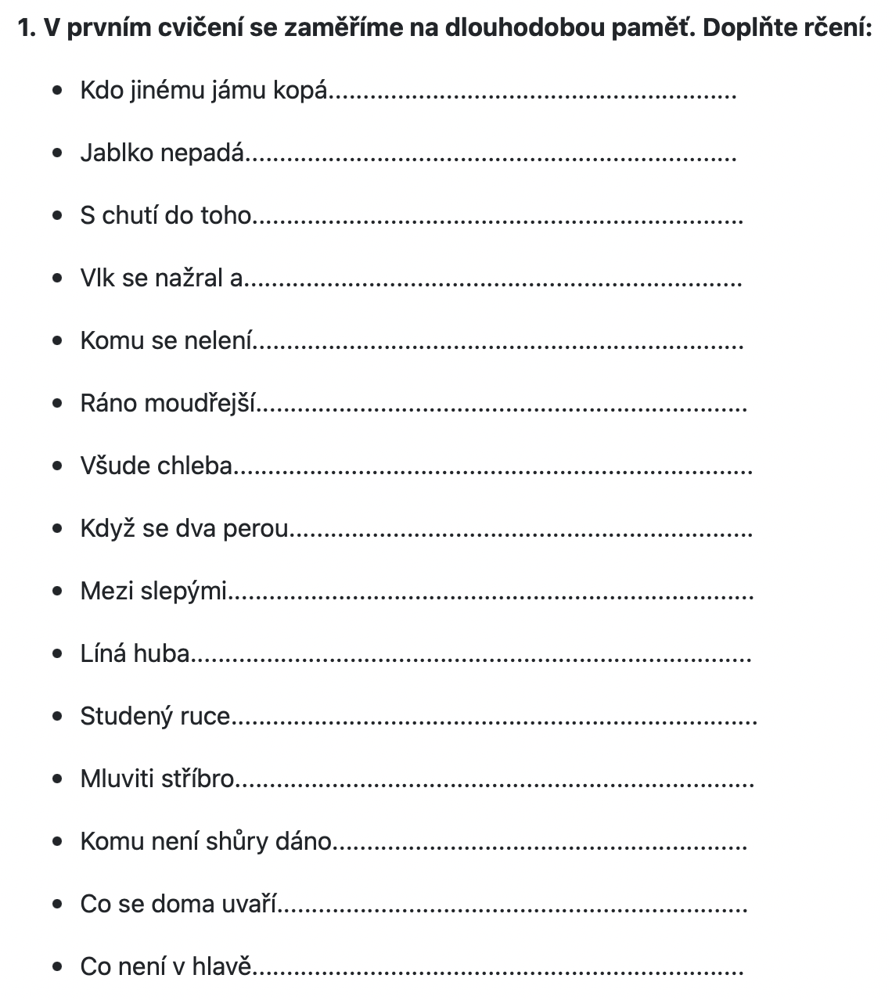 1. V prvním cvičení se zaměříme na dlouhodobou paměť. Doplňte rčení:
• Kdo jinému jámu kopá...........................................................
• Jablko nepadá.......................................................................
• S chutí do toho.......................................................................
• Vlk se nažral a........................................................................
• Komu se nelení.......................................................................
• Ráno moudřejší.......................................................................
• Všude chleba...........................................................................
• Když se dva perou...................................................................
• Mezi slepými............................................................................
• Líná huba.................................................................................
• Studený ruce............................................................................
• Mluviti stříbro...........................................................................
• Komu není shůry dáno............................................................
• Co se doma uvaří....................................................................
• Co není v hlavě.......................................................................